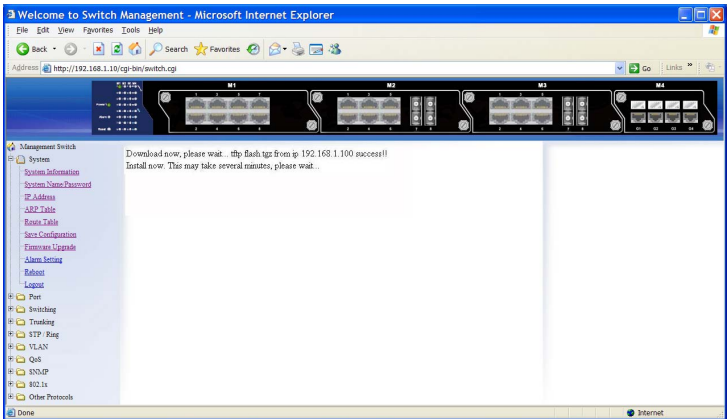 Welcome to Switch Management - Microsoft Internet Explorer
File Edit View Favorites Tools Help
Back Search Favorites
Address http://192.168.1.10/cgi-bin/switch.cgi Go Links »
M1 M2 M3 M4
Management Switch
System
System Information
System Name Password
IP Address
ARP Table
Route Table
Save Configuration
Firmware Upgrade
Alarm Setting
Reboot
Logout
Port
Switching
Trunking
STP / Ring
VLAN
QoS
SNMP
802.1x
Other Protocols
Download now, please wait... tftp flash.tgz from ip 192.168.1.100 success!!
Install now. This may take several minutes, please wait...
Done Internet